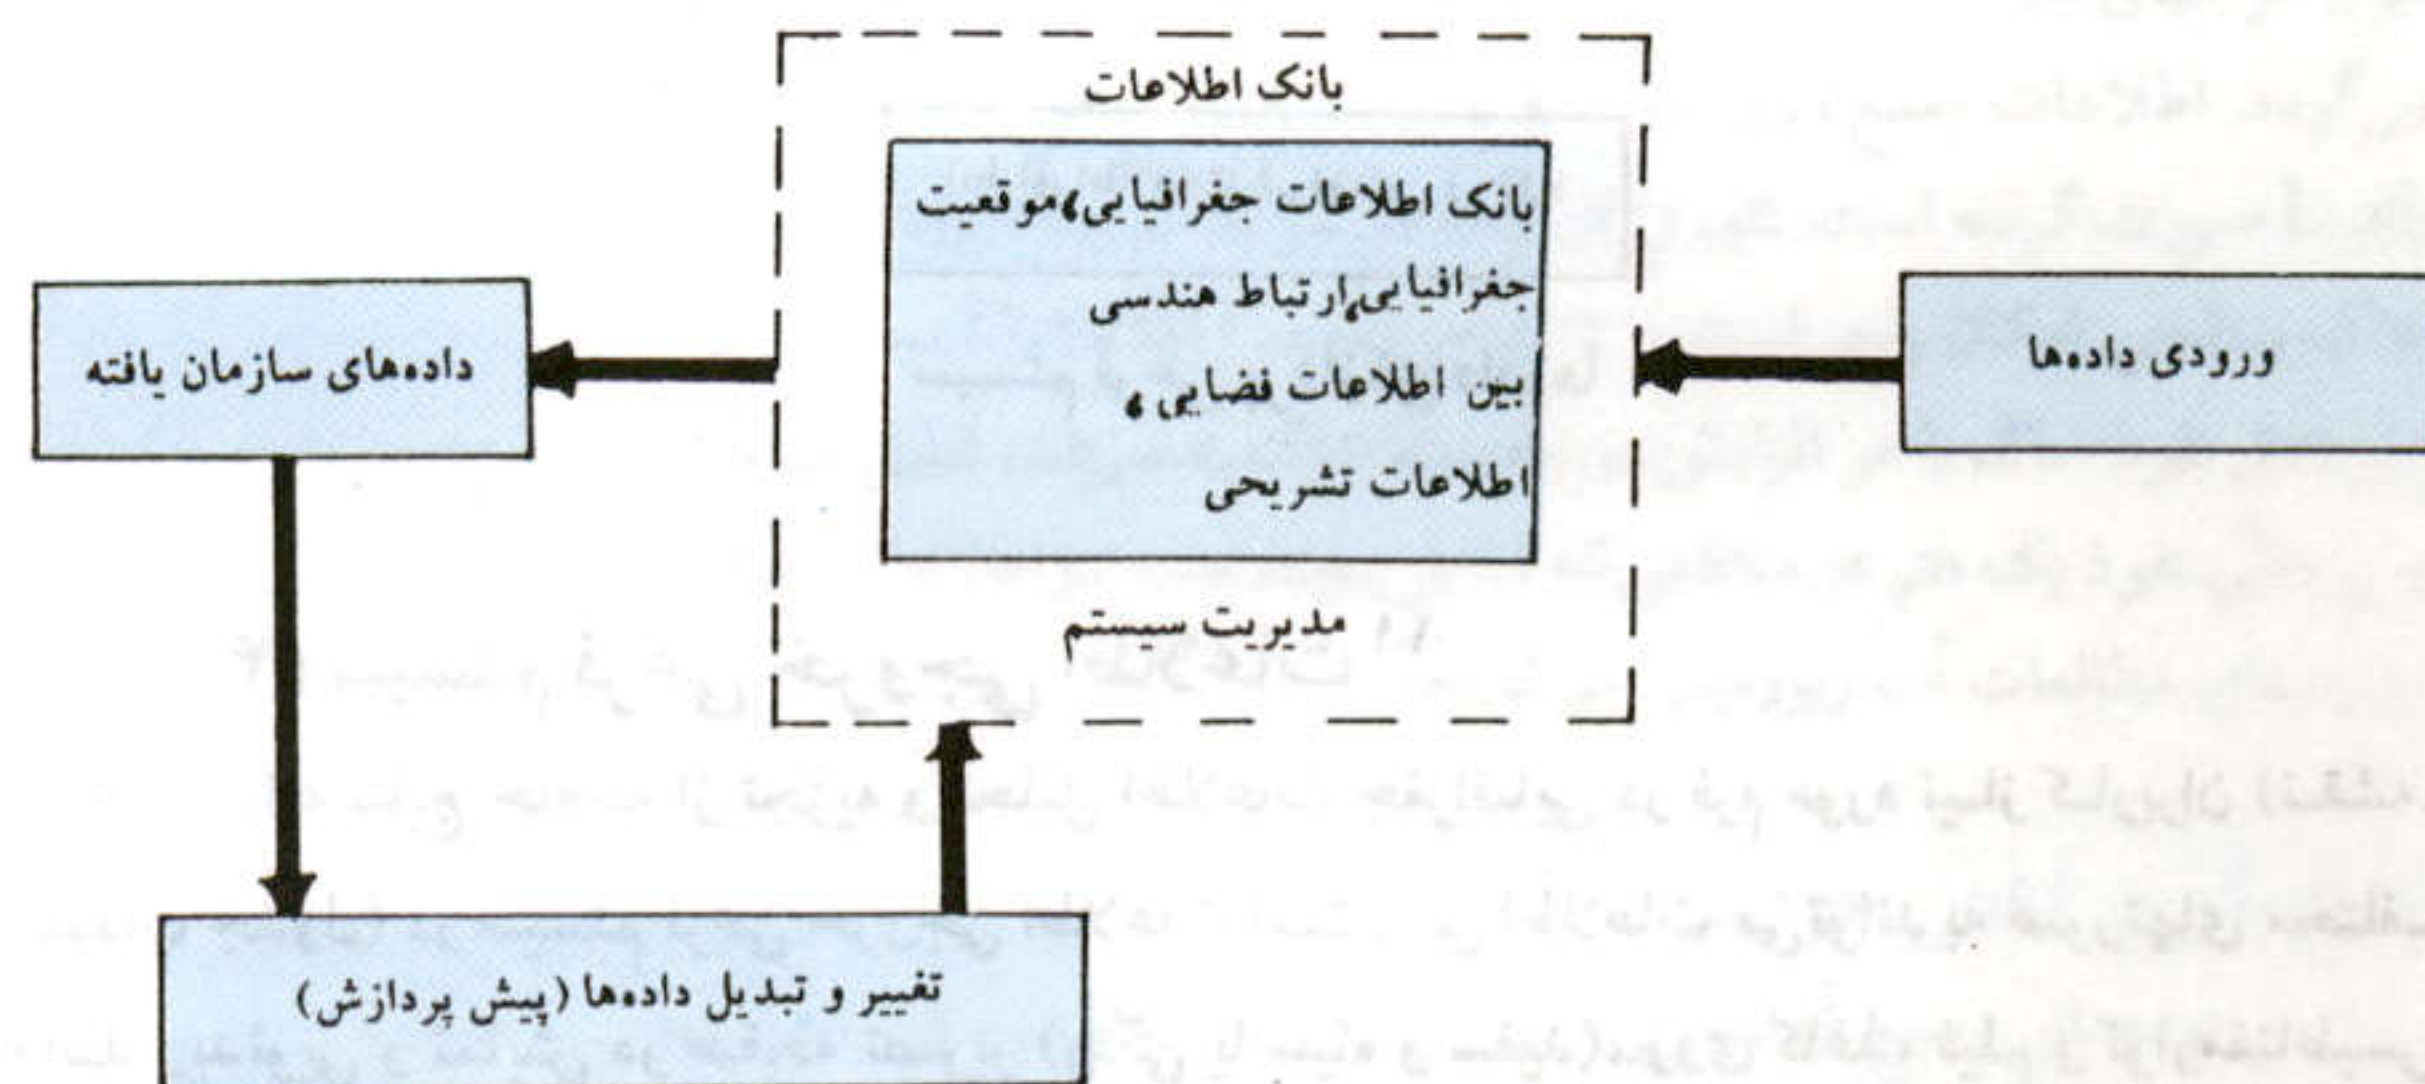 بانک اطلاعات
بانک اطلاعات جغرافیایی،موقعیت
جغرافیایی،ارتباط هندسی
بین اطلاعات فضایی،
اطلاعات تشریحی
مدیریت سیستم
ورودی داده‌ها
داده‌های سازمان یافته
تغییر و تبدیل داده‌ها (پیش پردازش)